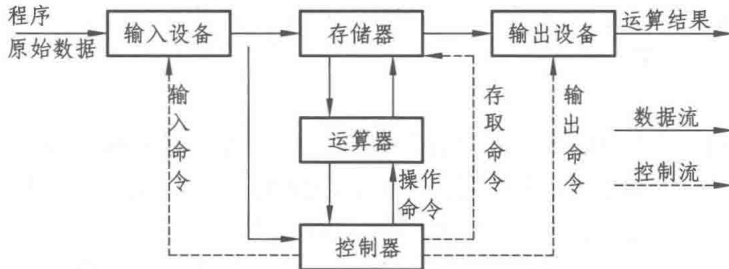 程序
原始数据
输入设备
存储器
输出设备
运算结果
输入命令
运算器
存取命令
输出命令
数据流
控制流
操作
命令
控制器